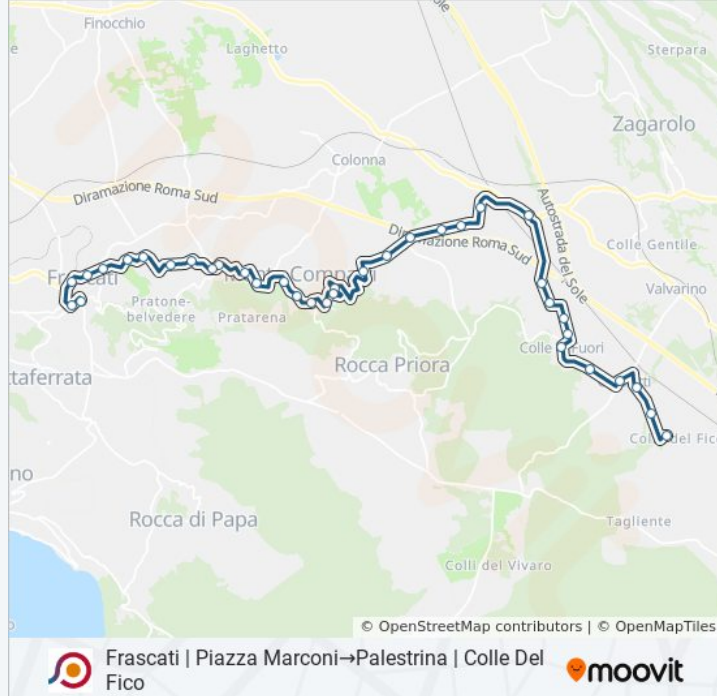 Finocchio
Laghetto
Sterpara
Zagarolo
Colonna
Diramazione Roma Sud
Diramazione Roma Sud
Autostrada del Sole
Colle Gentile
Valvarino
Frascati
Pratone-
belvedere
Pratarena
Colle
Fuori
ttaferrata
Rocca Priora
Colle del Fico
Rocca di Papa
Tagliente
Colli del Vivaro
© OpenStreetMap contributors | © OpenMapTiles
Frascati | Piazza Marconi→Palestrina | Colle Del
Fico
moovit